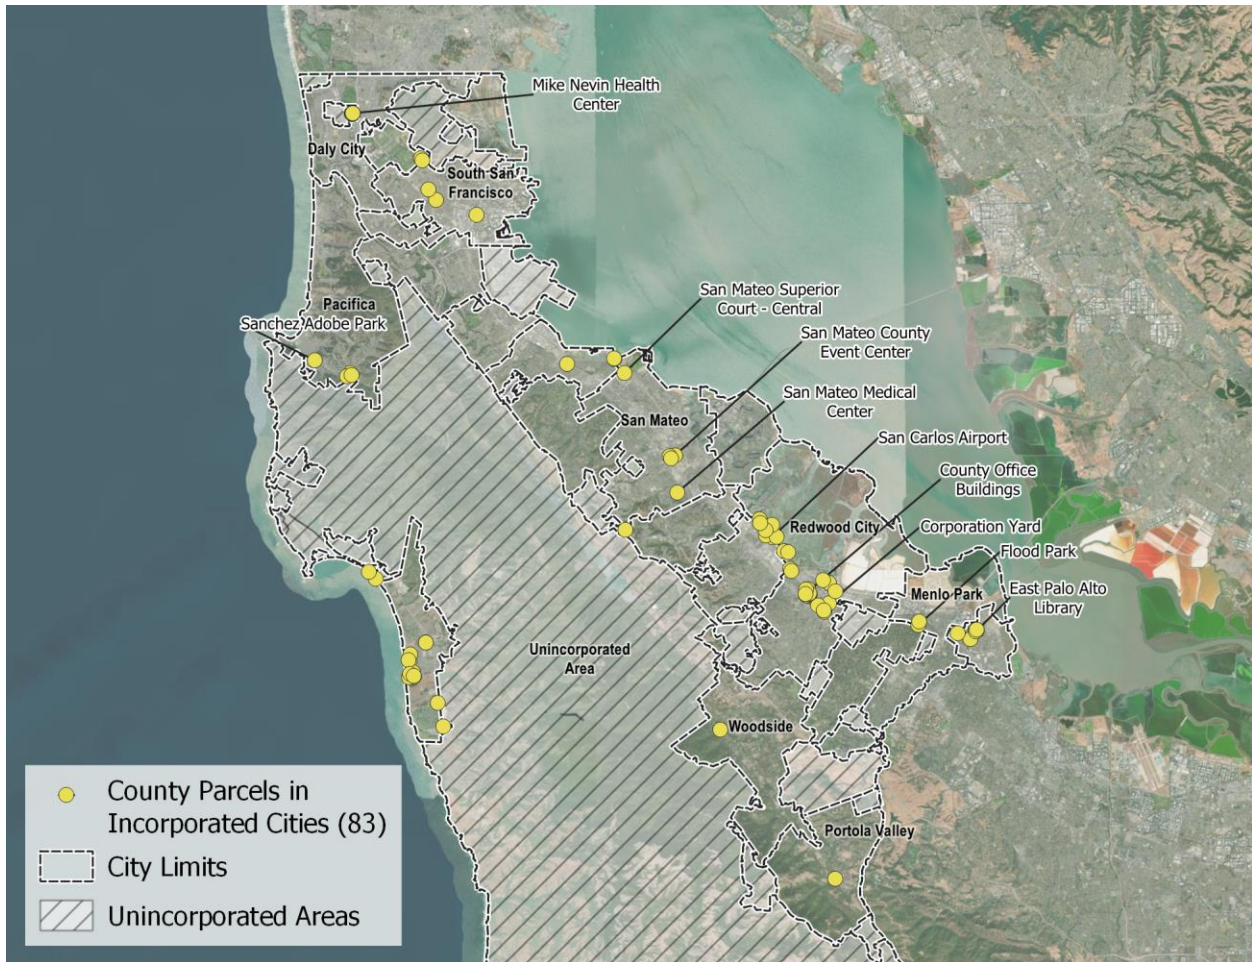 Mike Nevin Health
Center
Daly City
South San
Francisco
Pacifica
Sanchez Adobe Park
San Mateo Superior
Court - Central
San Mateo County
Event Center
San Mateo
San Mateo Medical
Center
San Carlos Airport
County Office
Buildings
Redwood City
Corporation Yard
Flood Park
Menlo Park
East Palo Alto
Library
Unincorporated
Area
Woodside
Portola Valley
County Parcels in
Incorporated Cities (83)
City Limits
Unincorporated Areas